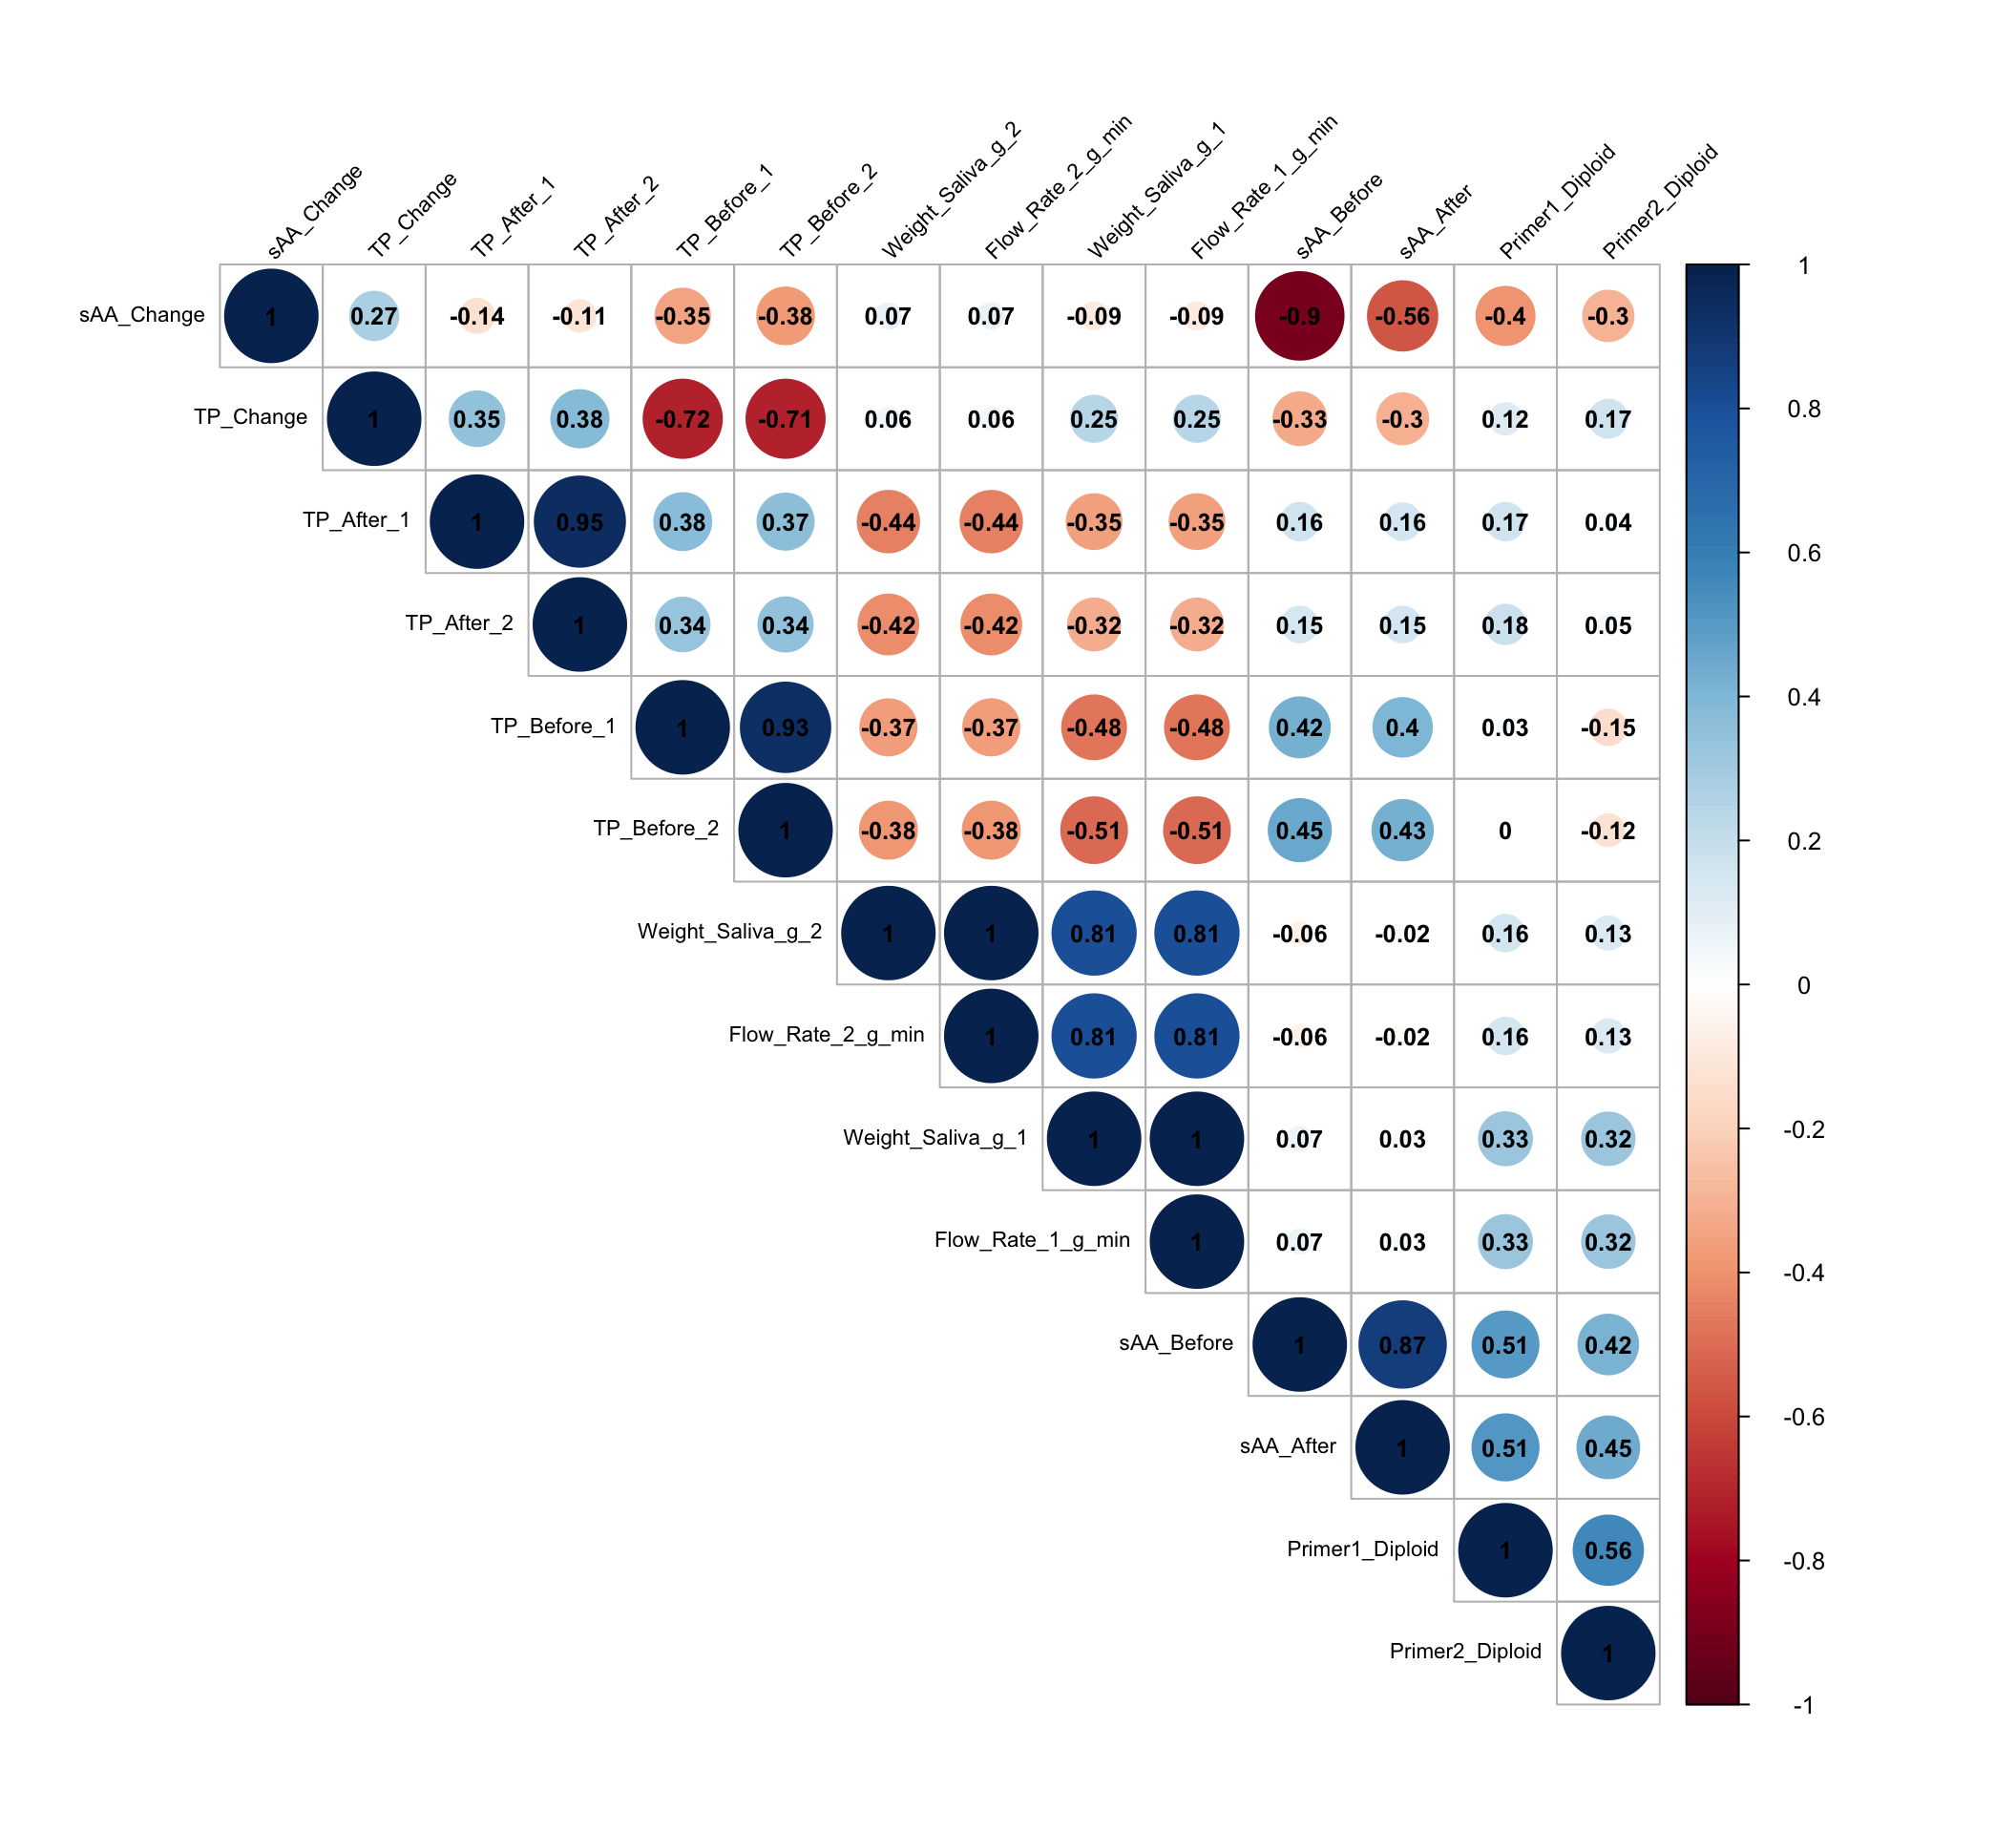 sAA_Change TP_Change TP_After_1 TP_After_2 TP_Before_1 TP_Before_2 Weight_Saliva_g_2 Flow_Rate_2_g_min Weight_Saliva_g_1 Flow_Rate_1_g_min sAA_Before sAA_After Primer1_Diploid Primer2_Diploid
sAA_Change 1 0.27 -0.14 -0.11 -0.35 -0.38 0.07 0.07 -0.09 -0.09 -0.9 -0.56 -0.4 -0.3
TP_Change 1 0.35 0.38 -0.72 -0.71 0.06 0.06 0.25 0.25 -0.33 -0.3 0.12 0.17
TP_After_1 1 0.95 0.38 0.37 -0.44 -0.44 -0.35 -0.35 0.16 0.16 0.17 0.04
TP_After_2 1 0.34 0.34 -0.42 -0.42 -0.32 -0.32 0.15 0.15 0.18 0.05
TP_Before_1 1 0.93 -0.37 -0.37 -0.48 -0.48 0.42 0.4 0.03 -0.15
TP_Before_2 1 -0.38 -0.38 -0.51 -0.51 0.45 0.43 0 -0.12
Weight_Saliva_g_2 1 1 0.81 0.81 -0.06 -0.02 0.16 0.13
Flow_Rate_2_g_min 1 0.81 0.81 -0.06 -0.02 0.16 0.13
Weight_Saliva_g_1 1 1 0.07 0.03 0.33 0.32
Flow_Rate_1_g_min 1 0.07 0.03 0.33 0.32
sAA_Before 1 0.87 0.51 0.42
sAA_After 1 0.51 0.45
Primer1_Diploid 1 0.56
Primer2_Diploid 1
1
0.8
0.6
0.4
0.2
0
-0.2
-0.4
-0.6
-0.8
-1